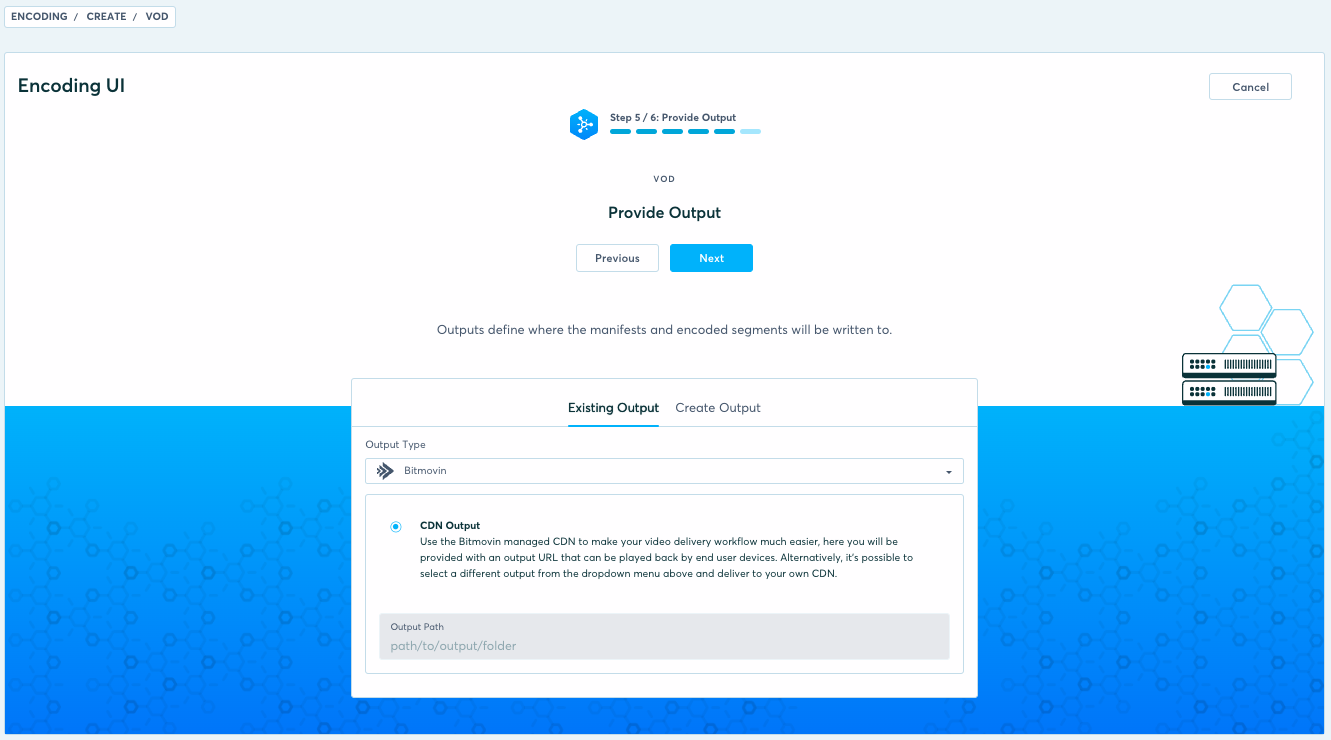 ENCODING / CREATE / VOD
Encoding UI
Cancel
Step 5 / 6: Provide Output
VOD
Provide Output
Previous
Next
Outputs define where the manifests and encoded segments will be written to.
Existing Output
Create Output
Output Type
Bitmovin
CDN Output
Use the Bitmovin managed CDN to make your video delivery workflow much easier, here you will be
provided with an output URL that can be played back by end user devices. Alternatively, it's possible to
select a different output from the dropdown menu above and deliver to your own CDN.
Output Path
path/to/output/folder